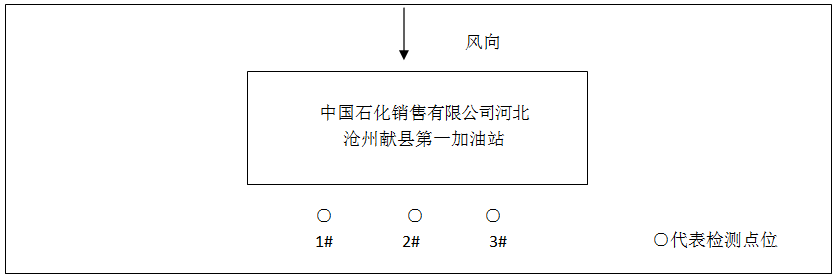 风向
中国石化销售有限公司河北
沧州献县第一加油站
1# 2# 3#
○代表检测点位